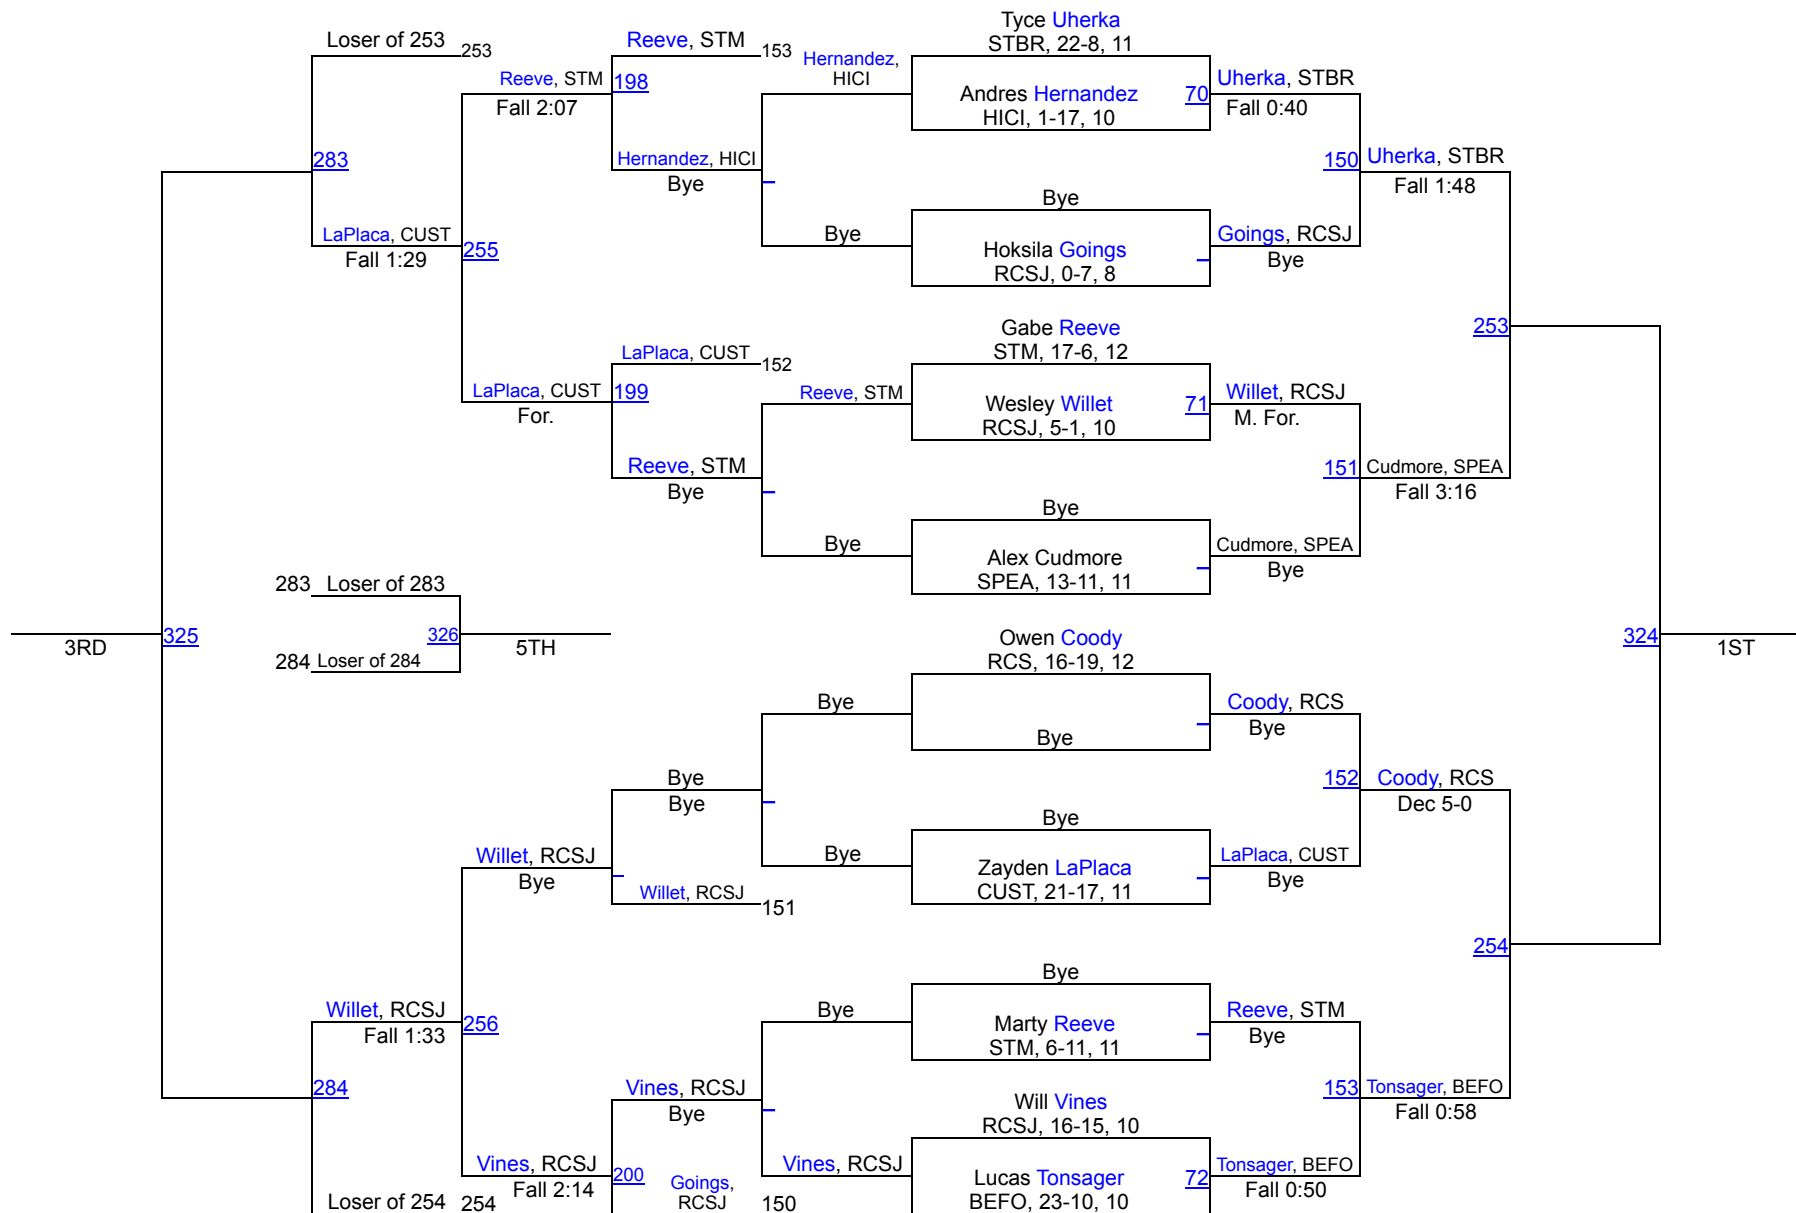 Tyce Uherka
STBR, 22-8, 11
Loser of 253
253
Reeve, STM
153
Hernandez,
HICI
Reeve, STM
198
Fall 2:07
Andres Hernandez
HICI, 1-17, 10
70
Uherka, STBR
Fall 0:40
283
Hernandez, HICI
Bye
150
Uherka, STBR
Fall 1:48
Bye
LaPlaca, CUST
Fall 1:29
255
Bye
Hoksila Goings
RCSJ, 0-7, 8
Goings, RCSJ
Bye
253
Gabe Reeve
STM, 17-6, 12
LaPlaca, CUST
152
LaPlaca, CUST
199
For.
Reeve, STM
Wesley Willet
RCSJ, 5-1, 10
71
Willet, RCSJ
M. For.
Reeve, STM
Bye
151
Cudmore, SPEA
Fall 3:16
Bye
Bye
Alex Cudmore
SPEA, 13-11, 11
Cudmore, SPEA
Bye
283
Loser of 283
3RD
325
326
5TH
284
Loser of 284
Owen Coody
RCS, 16-19, 12
324
1ST
Bye
Coody, RCS
Bye
Bye
Bye
Bye
152
Coody, RCS
Dec 5-0
Bye
Willet, RCSJ
Bye
Bye
Zayden LaPlaca
CUST, 21-17, 11
LaPlaca, CUST
Bye
Willet, RCSJ
151
254
Bye
Willet, RCSJ
Fall 1:33
256
Bye
Marty Reeve
STM, 6-11, 11
Reeve, STM
Bye
284
Vines, RCSJ
Bye
Will Vines
RCSJ, 16-15, 10
153
Tonsager, BEFO
Fall 0:58
Vines, RCSJ
Fall 2:14
200
Goings,
RCSJ
150
Vines, RCSJ
Lucas Tonsager
BEFO, 23-10, 10
72
Tonsager, BEFO
Fall 0:50
Loser of 254
254